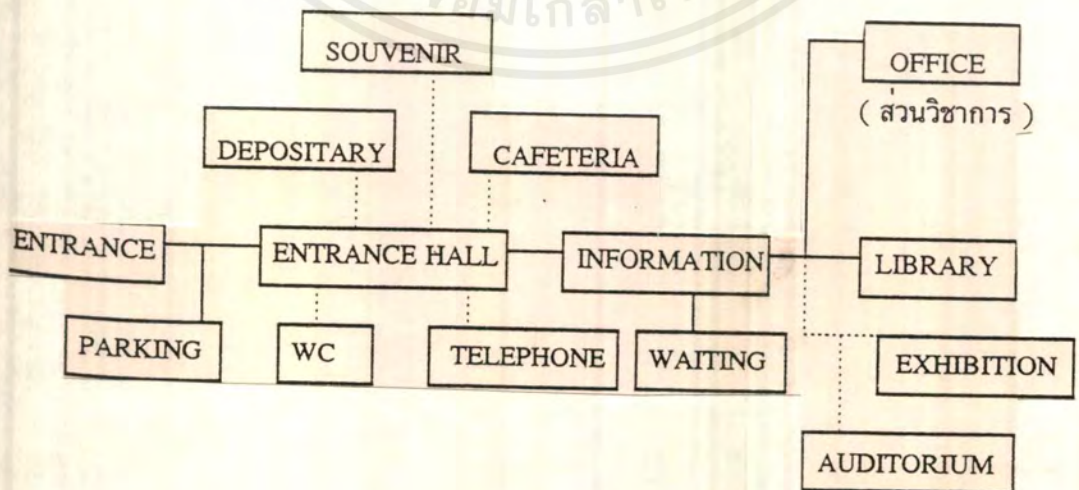 SOUVENIR
OFFICE
( ส่วนวิชาการ )
DEPOSITARY
CAFETERIA
ENTRANCE
ENTRANCE HALL
INFORMATION
LIBRARY
PARKING
WC
TELEPHONE
WAITING
EXHIBITION
AUDITORIUM